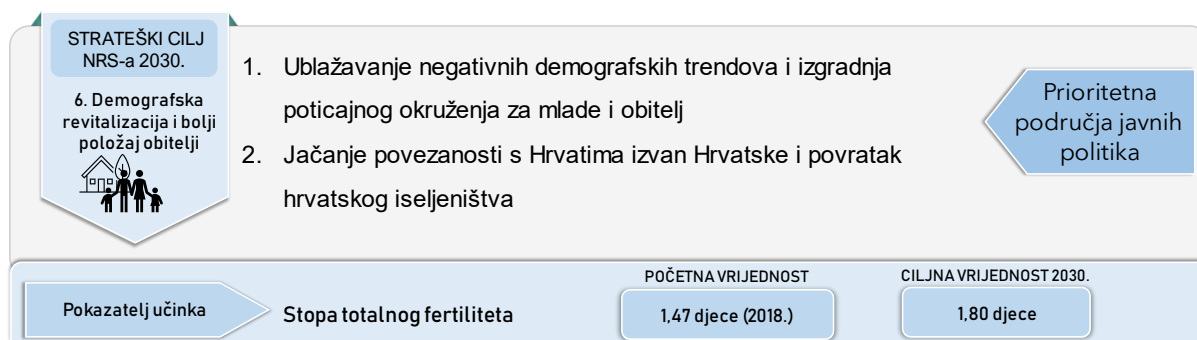 STRATEŠKI CILJ
NRS-a 2030.
6. Demografska
revitalizacija i bolji
položaj obitelji
1. Ublažavanje negativnih demografskih trendova i izgradnja
poticajnog okruženja za mlade i obitelj
2. Jačanje povezanosti s Hrvatima izvan Hrvatske i povratak
hrvatskog iseljeništva
Prioritetna
područja javnih
politika
Pokazatelj učinka
Stopa totalnog fertiliteta
POČETNA VRIJEDNOST
1,47 djece (2018.)
CILJNA VRIJEDNOST 2030.
1,80 djece